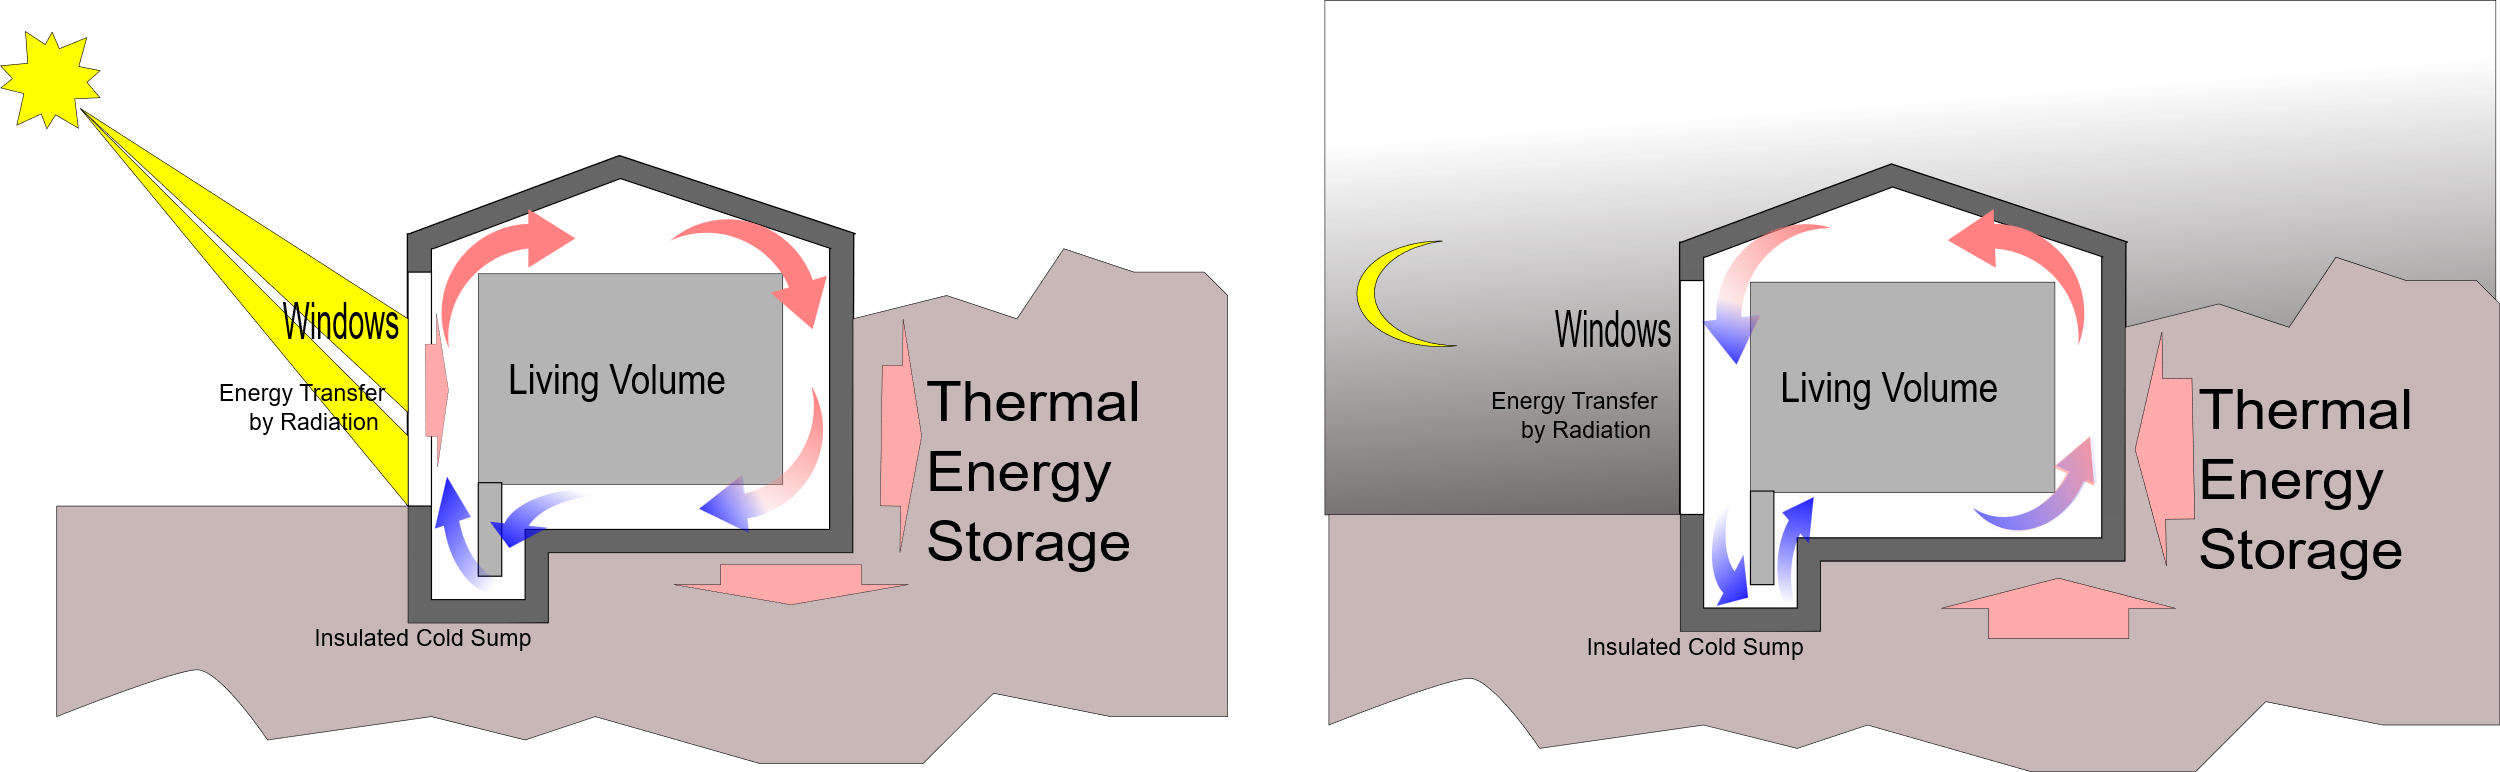 Windows
Energy Transfer
by Radiation
Living Volume
Thermal
Energy
Storage
Insulated Cold Sump
Windows
Energy Transfer
by Radiation
Living Volume
Thermal
Energy
Storage
Insulated Cold Sump